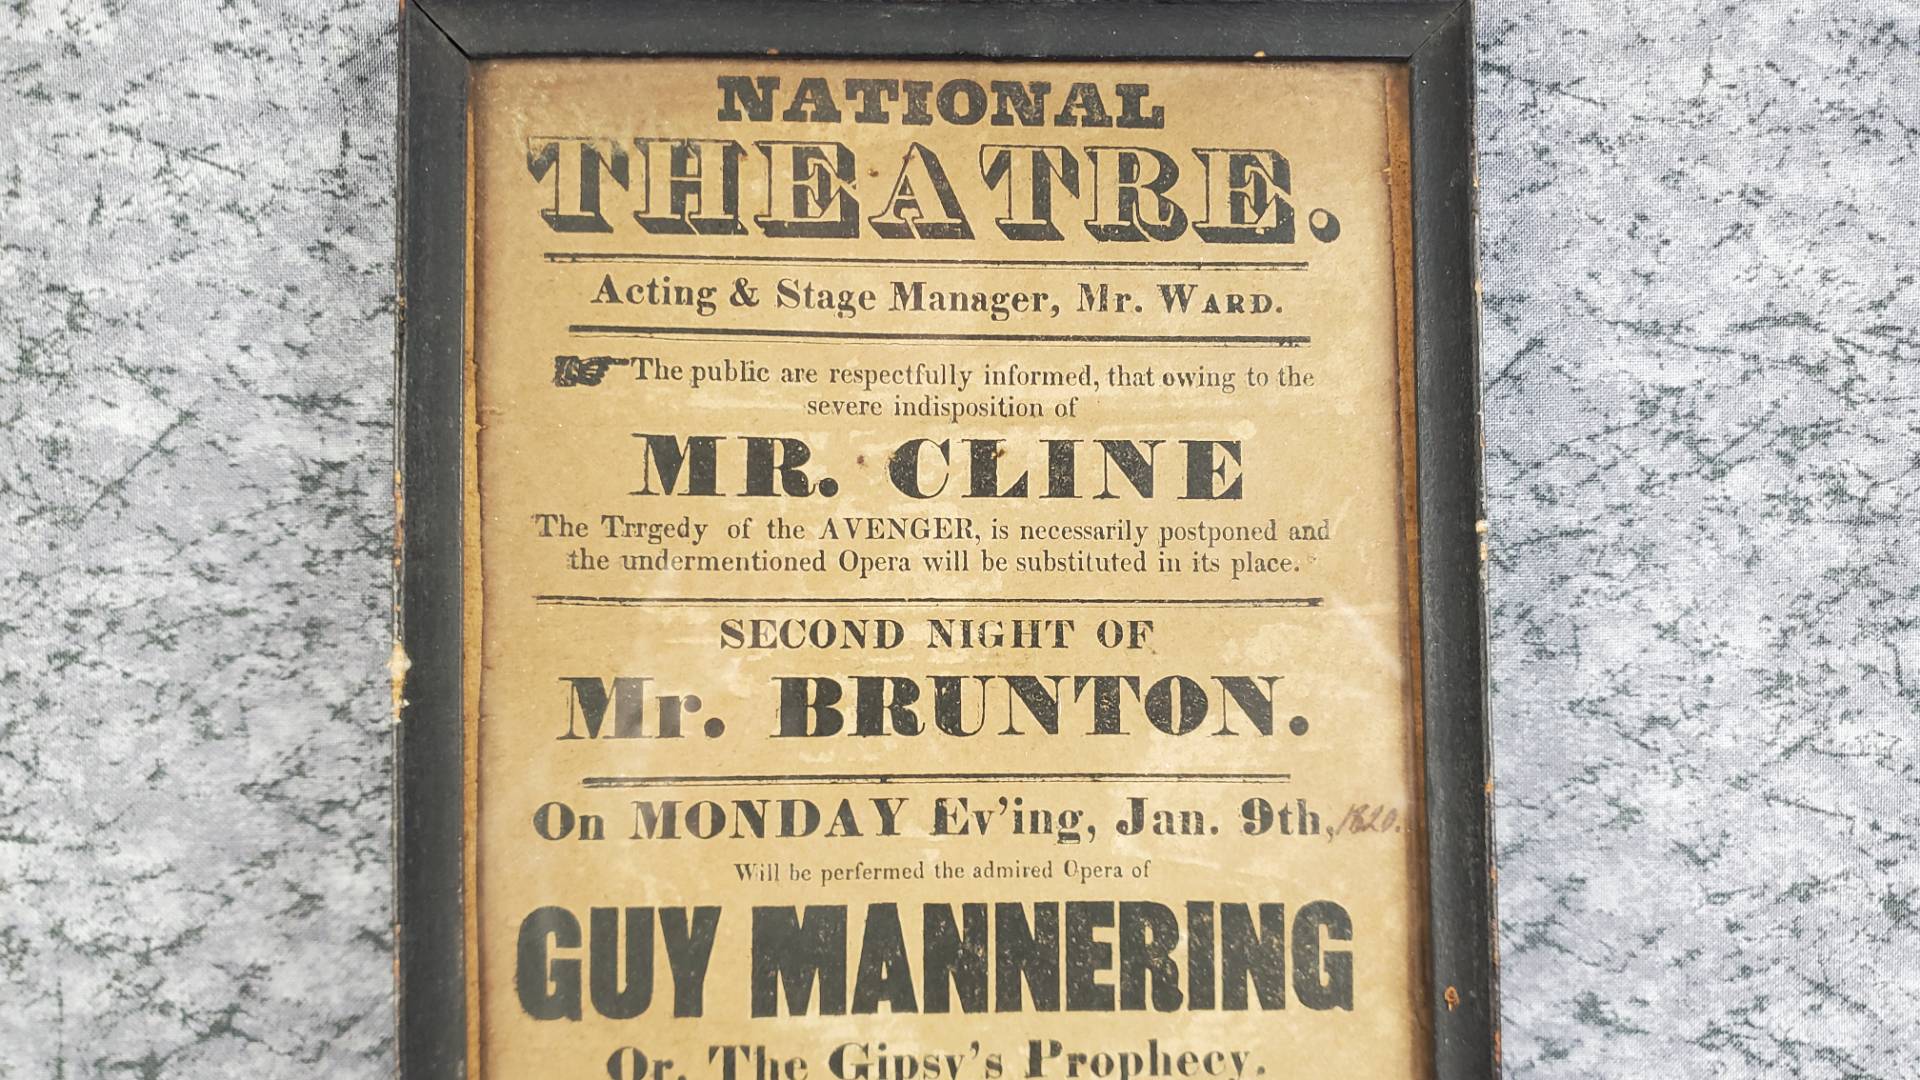 NATIONAL
THEATRE.
Acting & Stage Manager, Mr. WARD.
The public are respectfully informed, that owing to the
severe indisposition of
MR. CLINE
The Trrgedy of the AVENGER, is necessarily postponed and
the undermentioned Opera will be substituted in its place.
SECOND NIGHT OF
Mr. BRUNTON.
On MONDAY Ev'ing, Jan. 9th, 1820.
Will be perfermed the admired Opera of
GUY MANNERING
Or, The Gipsy's Prophecy.